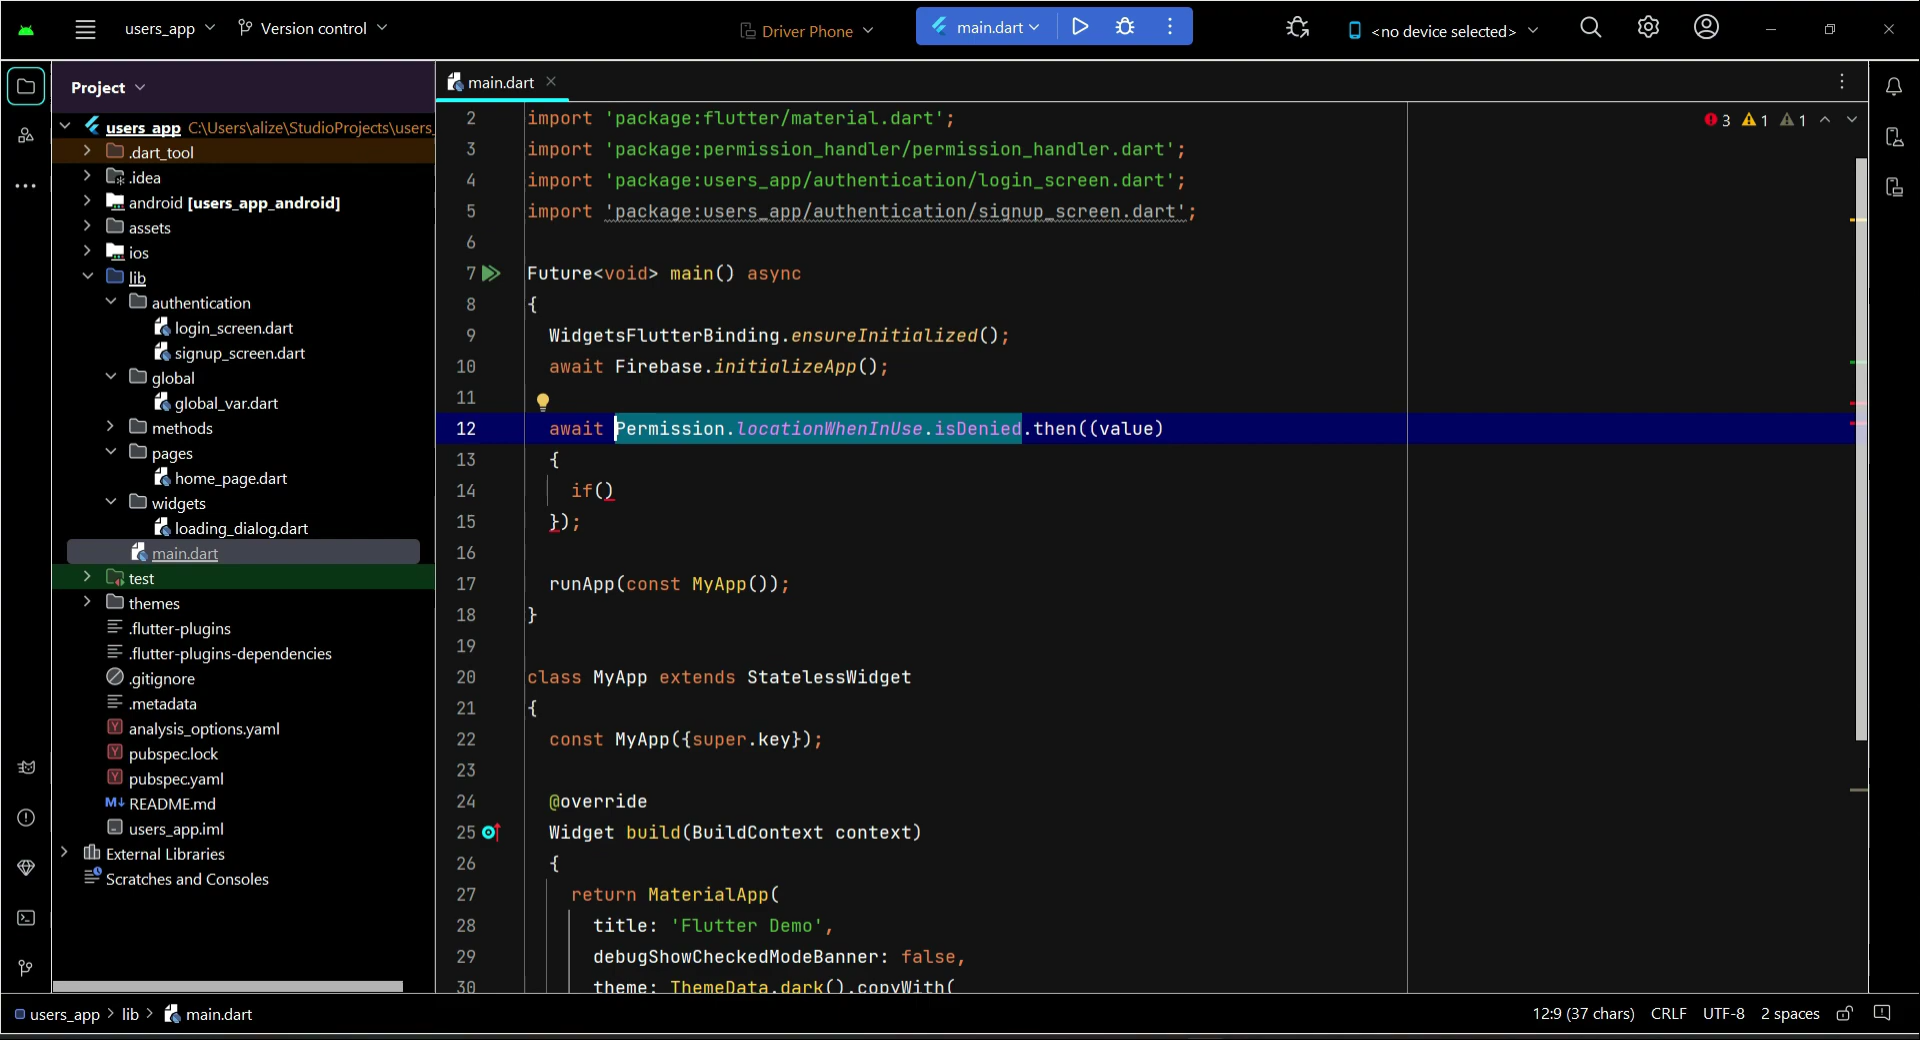 users_app
Version control
Driver Phone
main.dart
<no device selected>
Project
main.dart
users_app C:\Users\alize\StudioProjects\users_
.dart_tool
.idea
android [users_app_android]
assets
ios
lib
authentication
login_screen.dart
signup_screen.dart
global
global_var.dart
methods
pages
home_page.dart
widgets
loading_dialog.dart
main.dart
test
themes
.flutter-plugins
.flutter-plugins-dependencies
.gitignore
.metadata
analysis_options.yaml
pubspec.lock
pubspec.yaml
M↓ README.md
users_app.iml
External Libraries
Scratches and Consoles
3 1 1
2 import 'package:flutter/material.dart';
3 import 'package:permission_handler/permission_handler.dart';
4 import 'package:users_app/authentication/login_screen.dart';
5 import 'package:users_app/authentication/signup_screen.dart';
6
7 Future<void> main() async
8 {
9 WidgetsFlutterBinding.ensureInitialized();
10 await Firebase.initializeApp();
11
12 await Permission.locationWhenInUse.isDenied.then((value)
13 {
14 if()
15 });
16
17 runApp(const MyApp());
18 }
19
20 class MyApp extends StatelessWidget
21 {
22 const MyApp({super.key});
23
24 @override
25 Widget build(BuildContext context)
26 {
27 return MaterialApp(
28 title: 'Flutter Demo',
29 debugShowCheckedModeBanner: false,
30 theme: ThemeData.dark().copyWith(
users_app > lib > main.dart
12:9 (37 chars) CRLF UTF-8 2 spaces